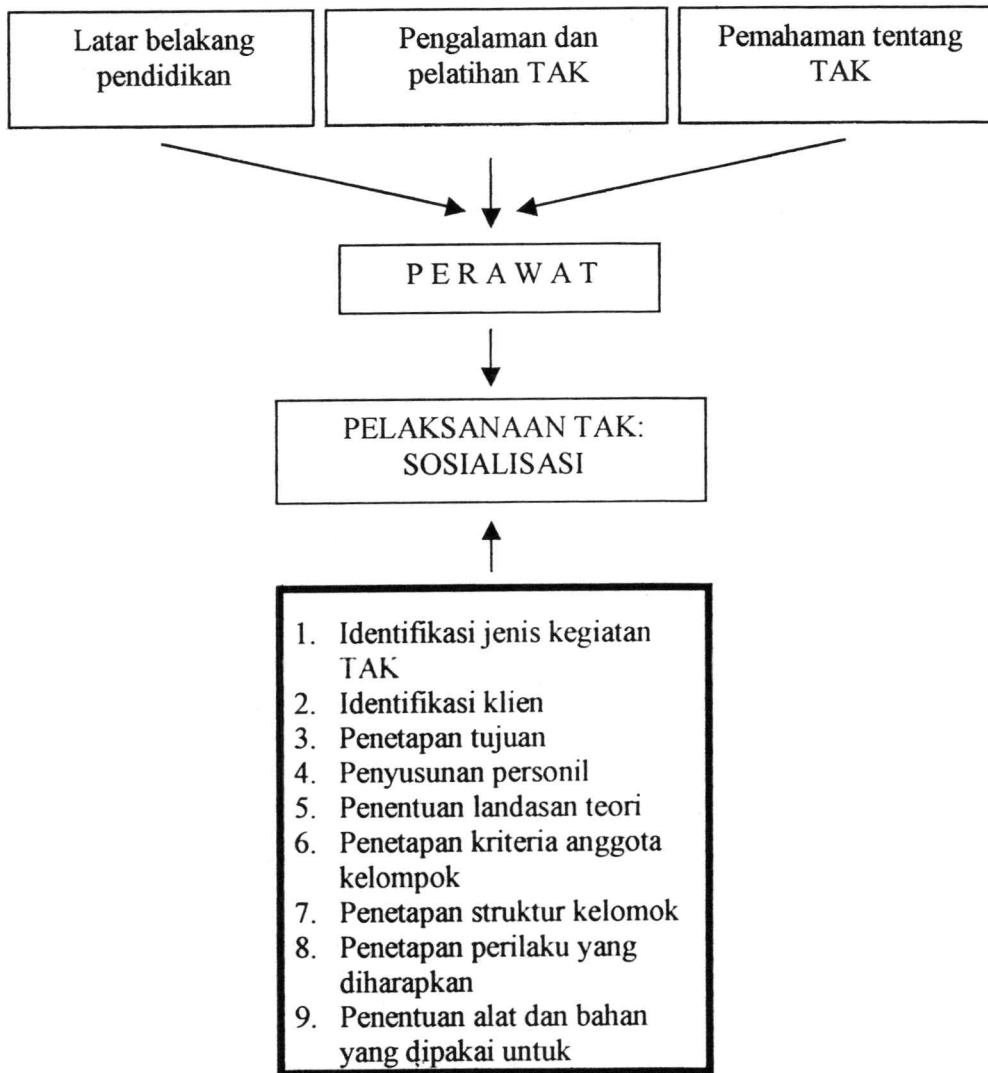 Latar belakang
pendidikan
Pengalaman dan
pelatihan TAK
Pemahaman tentang
TAK
P E R A W A T
PELAKSANAAN TAK:
SOSIALISASI
1. Identifikasi jenis kegiatan
TAK
2. Identifikasi klien
3. Penetapan tujuan
4. Penyusunan personil
5. Penentuan landasan teori
6. Penetapan kriteria anggota
kelompok
7. Penetapan struktur kelomok
8. Penetapan perilaku yang
diharapkan
9. Penentuan alat dan bahan
yang dipakai untuk